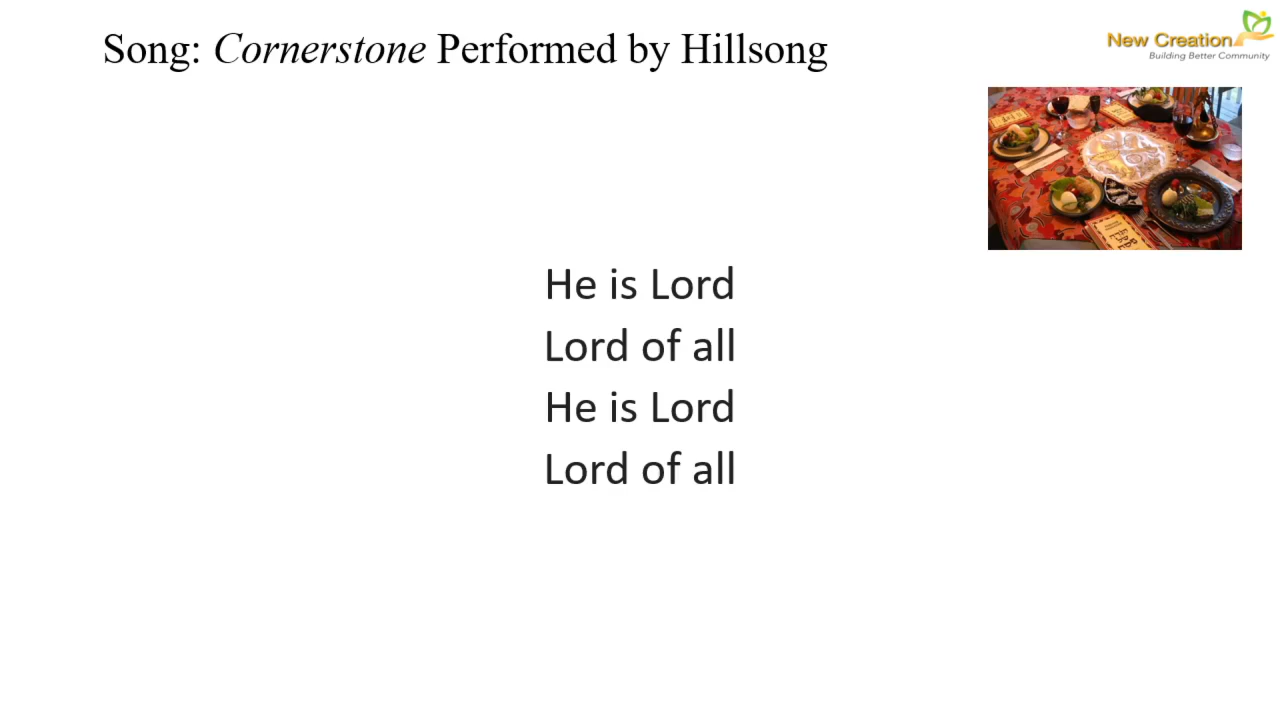 Song: Cornerstone Performed by Hillsong
New Creation
Building Better Community
He is Lord
Lord of all
He is Lord
Lord of all